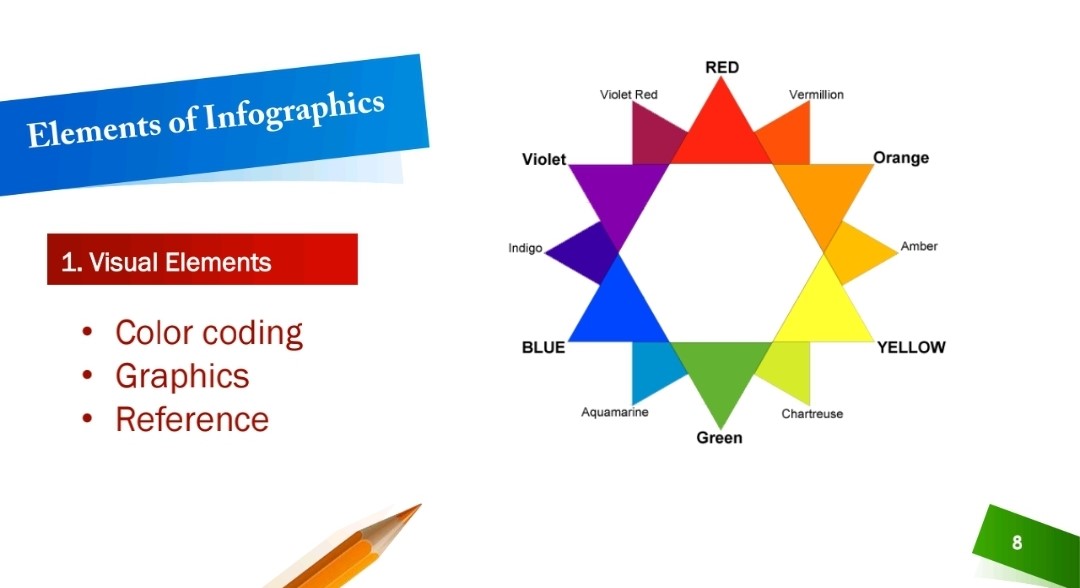 Elements of Infographics
1. Visual Elements
• Color coding
• Graphics
• Reference
RED
Violet Red
Vermillion
Violet
Orange
Indigo
Amber
BLUE
YELLOW
Aquamarine
Chartreuse
Green
8